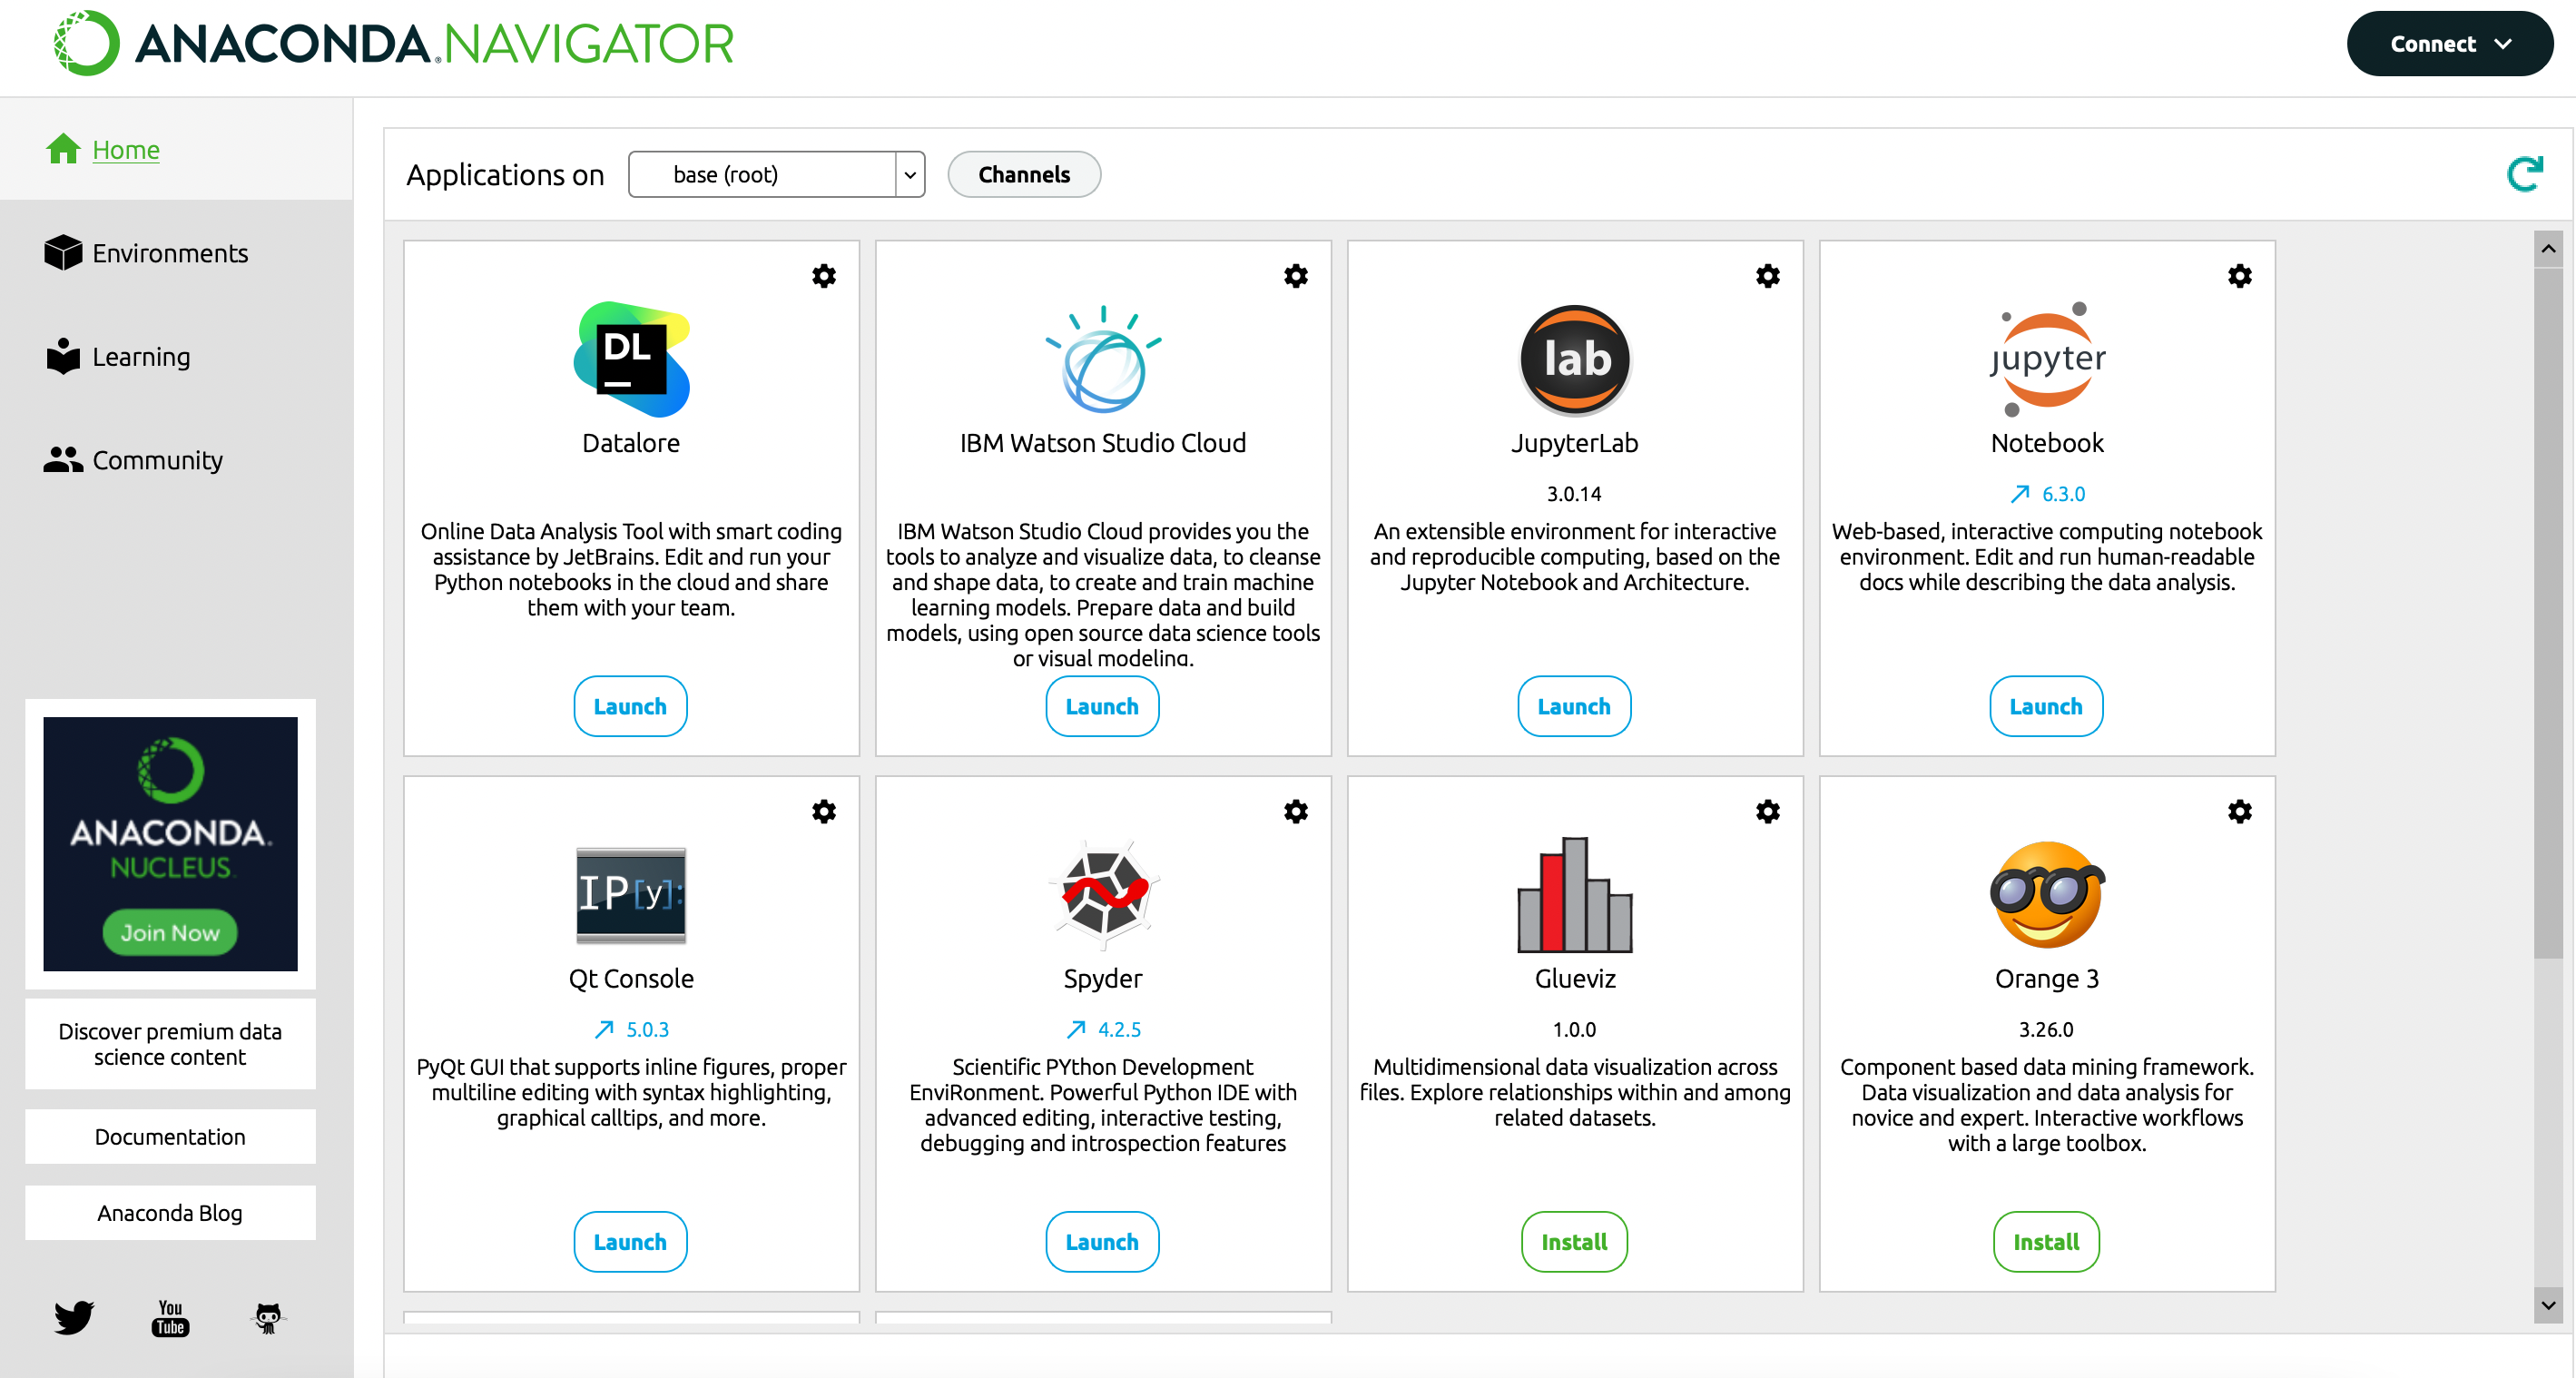 ANACONDA.NAVIGATOR
Connect
Home
Environments
Learning
Community
ANACONDA.
NUCLEUS
Join Now
Discover premium data
science content
Documentation
Anaconda Blog
You
Tube
Applications on
base (root)
Channels
DL
Datalore
Online Data Analysis Tool with smart coding
assistance by JetBrains. Edit and run your
Python notebooks in the cloud and share
them with your team.
Launch
IBM Watson Studio Cloud
IBM Watson Studio Cloud provides you the
tools to analyze and visualize data, to cleanse
and shape data, to create and train machine
learning models. Prepare data and build
models, using open source data science tools
or visual modeling.
Launch
lab
JupyterLab
3.0.14
An extensible environment for interactive
and reproducible computing, based on the
Jupyter Notebook and Architecture.
Launch
jupyter
Notebook
6.3.0
Web-based, interactive computing notebook
environment. Edit and run human-readable
docs while describing the data analysis.
Launch
IP[y]:
Qt Console
5.0.3
PyQt GUI that supports inline figures, proper
multiline editing with syntax highlighting,
graphical calltips, and more.
Launch
Spyder
4.2.5
Scientific PYthon Development
EnviRonment. Powerful Python IDE with
advanced editing, interactive testing,
debugging and introspection features
Launch
Glueviz
1.0.0
Multidimensional data visualization across
files. Explore relationships within and among
related datasets.
Install
Orange 3
3.26.0
Component based data mining framework.
Data visualization and data analysis for
novice and expert. Interactive workflows
with a large toolbox.
Install